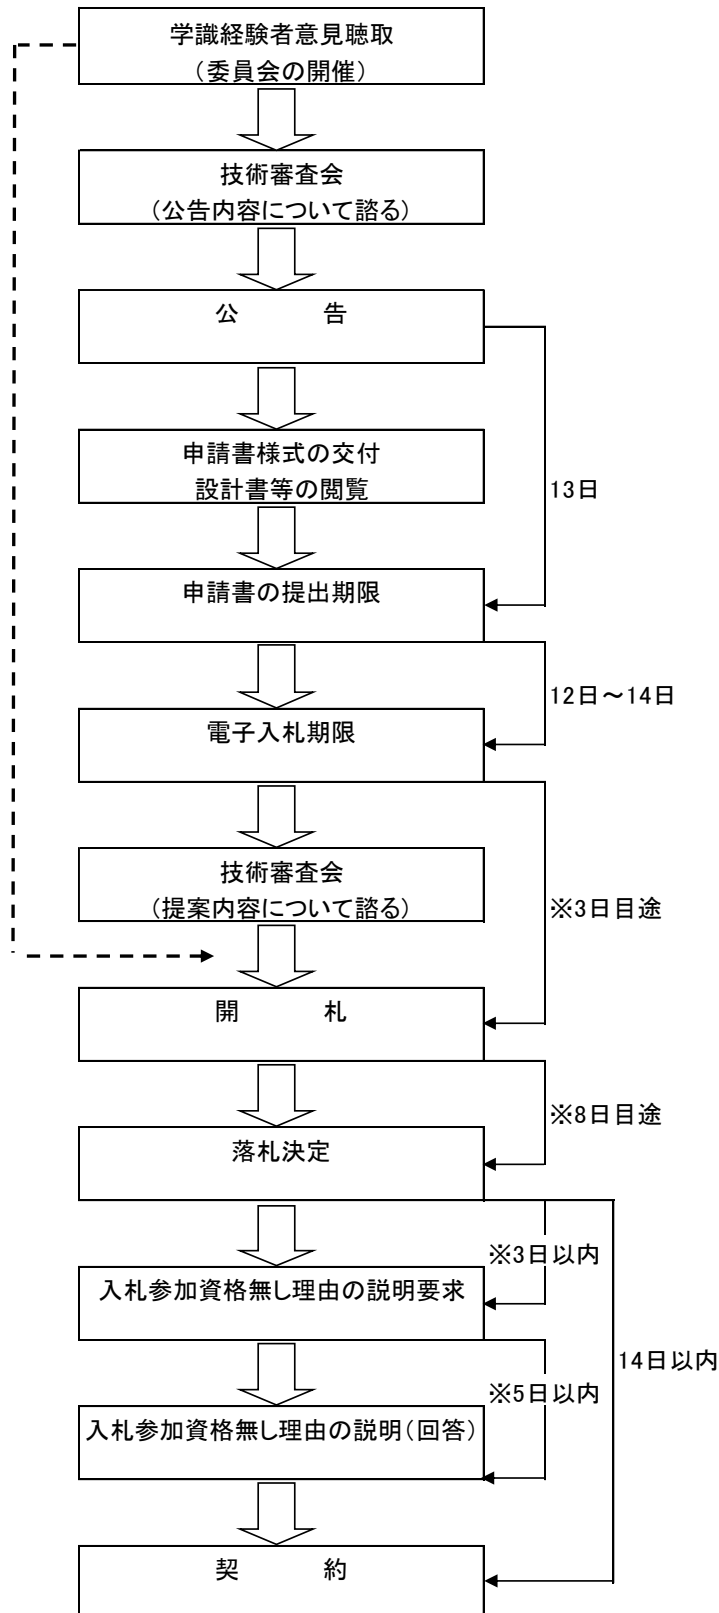 学識経験者意見聴取
（委員会の開催）
技術審査会
（公告内容について諮る）
公　　　告
申請書様式の交付
設計書等の閲覧
13日
申請書の提出期限
12日～14日
電子入札期限
技術審査会
（提案内容について諮る）
※3日目途
開　　　札
※8日目途
落札決定
※3日以内
入札参加資格無し理由の説明要求
14日以内
※5日以内
入札参加資格無し理由の説明（回答）
契　　　約